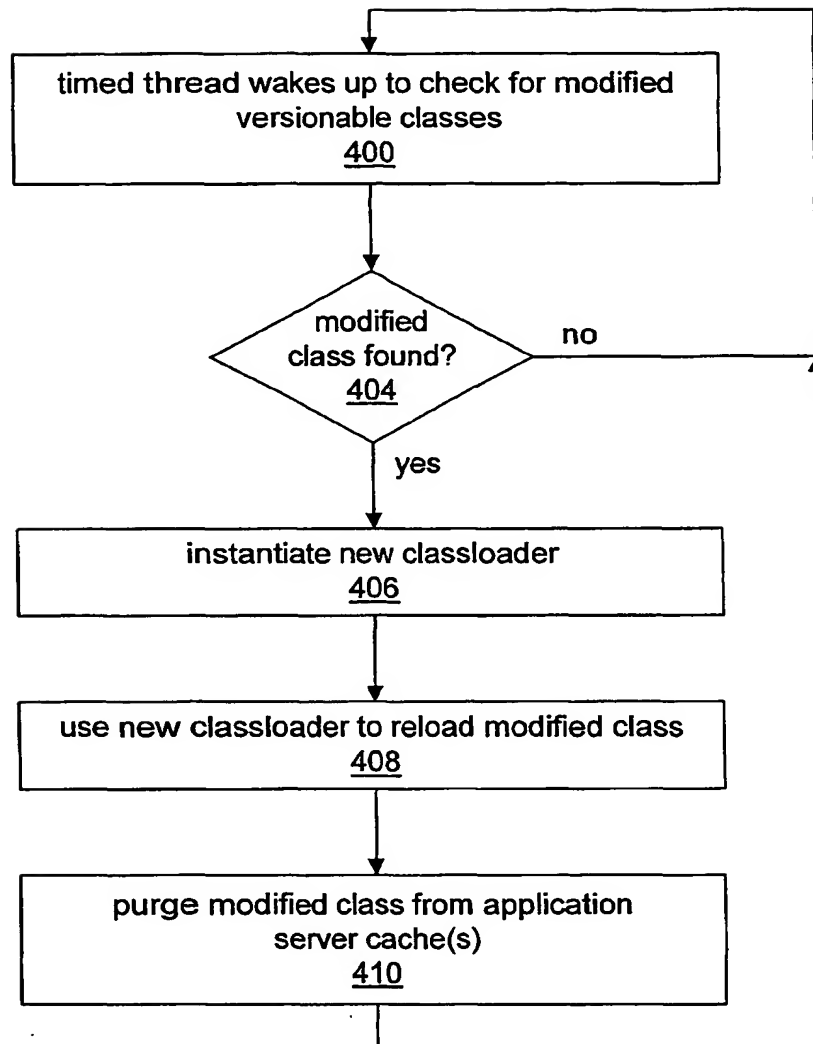 timed thread wakes up to check for modified
versionable classes
400
modified
class found?
404
no
yes
instantiate new classloader
406
use new classloader to reload modified class
408
purge modified class from application
server cache(s)
410